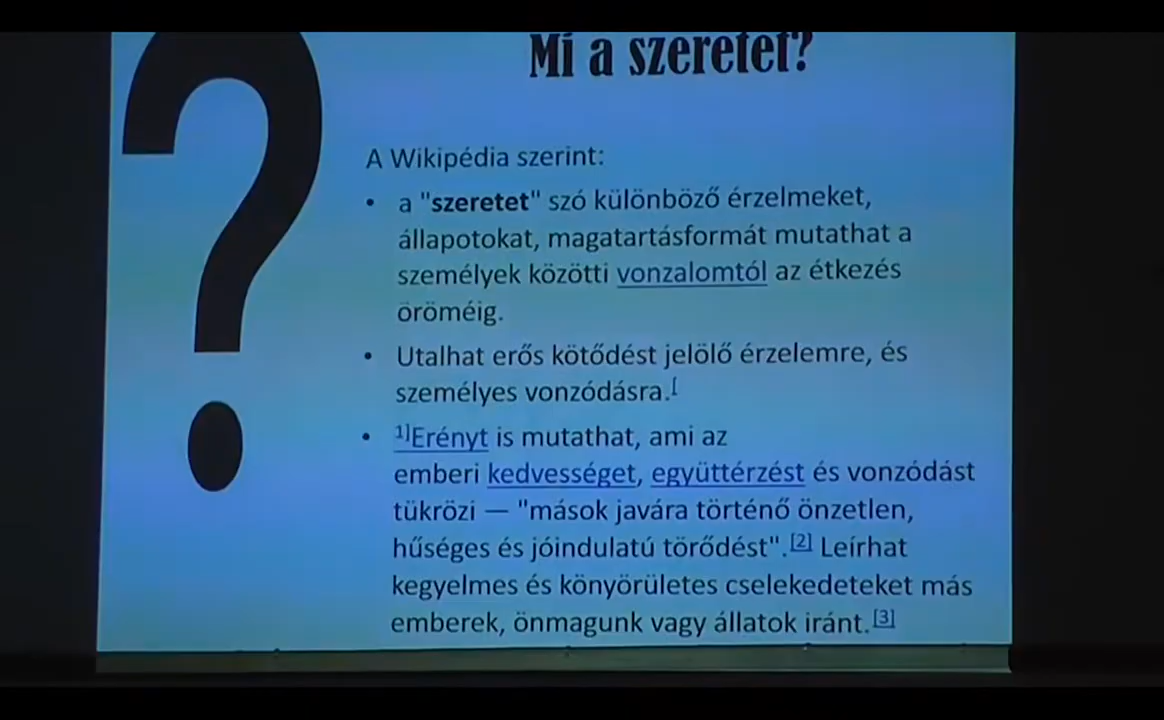 Mi a szeretet?
A Wikipédia szerint:
• a "szeretet" szó különböző érzelmeket,
állapotokat, magatartásformát mutathat a
személyek közötti vonzalomtól az étkezés
öröméig.
• Utalhat erős kötődést jelölő érzelemre, és
személyes vonzódásra.[
• 1]Erényt is mutathat, ami az
emberi kedvességet, együttérzést és vonzódást
tükrözi — "mások javára történő önzetlen,
hűséges és jóindulatú törődést".[2] Leírhat
kegyelmes és könyörületes cselekedeteket más
emberek, önmagunk vagy állatok iránt.[3]
?